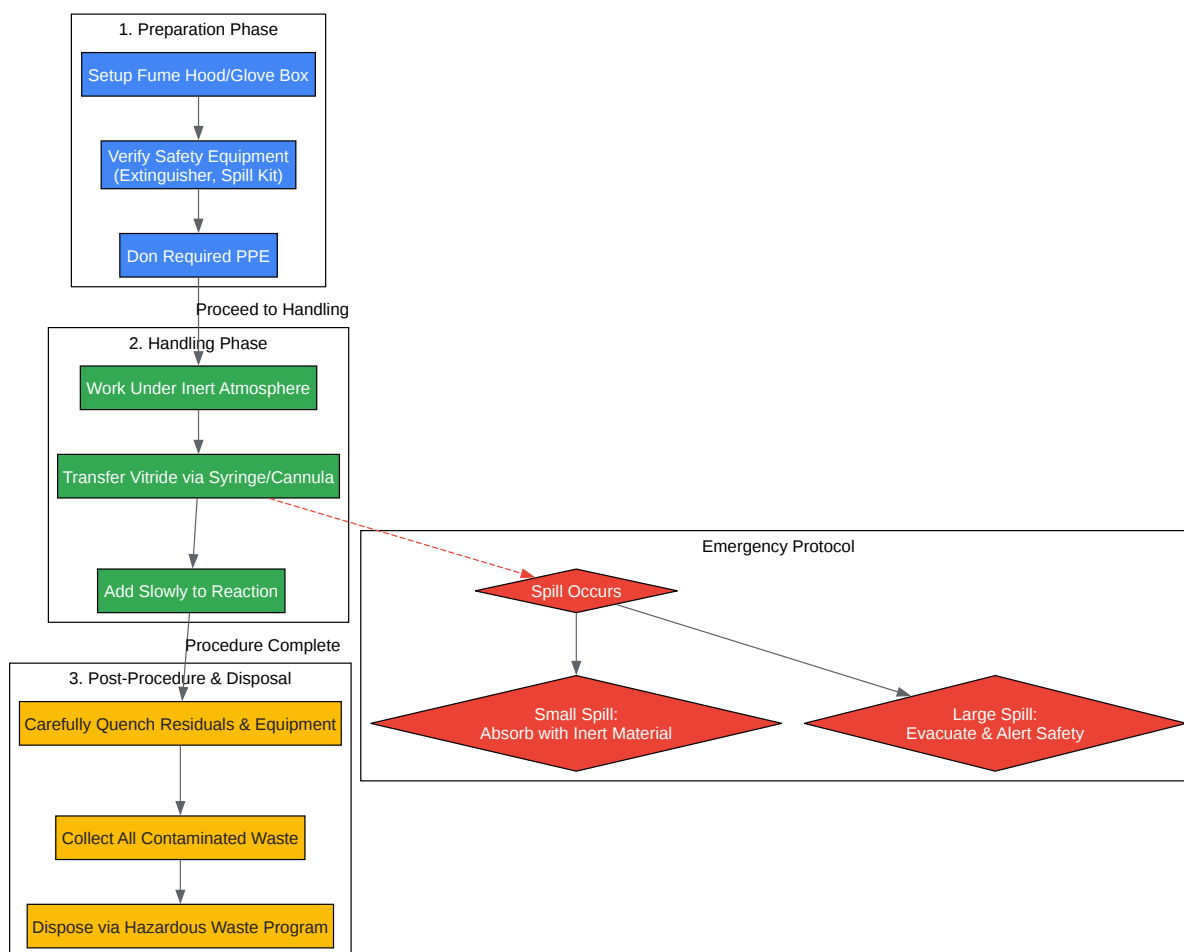 1. Preparation Phase
Setup Fume Hood/Glove Box
Verify Safety Equipment
(Extinguisher, Spill Kit)
Don Required PPE
Proceed to Handling
2. Handling Phase
Work Under Inert Atmosphere
Transfer Vitride via Syringe/Cannula
Add Slowly to Reaction
Procedure Complete
3. Post-Procedure & Disposal
Carefully Quench Residuals & Equipment
Collect All Contaminated Waste
Dispose via Hazardous Waste Program
Emergency Protocol
Spill Occurs
Small Spill:
Absorb with Inert Material
Large Spill:
Evacuate & Alert Safety